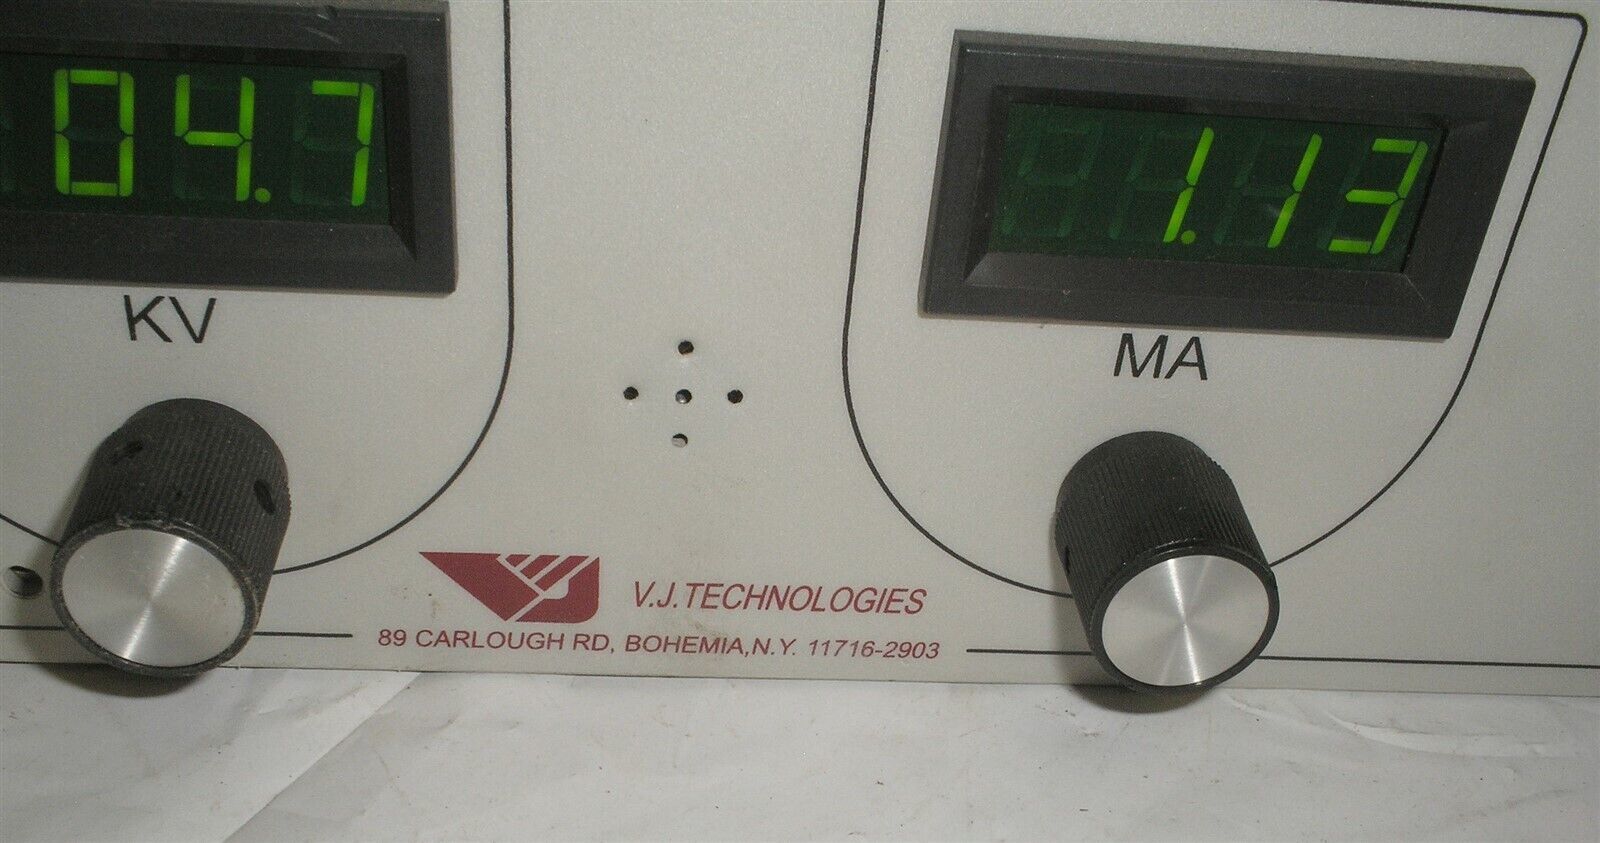 04.7
1.13
KV
MA
V.J. TECHNOLOGIES
89 CARLOUGH RD, BOHEMIA,N.Y. 11716-2903